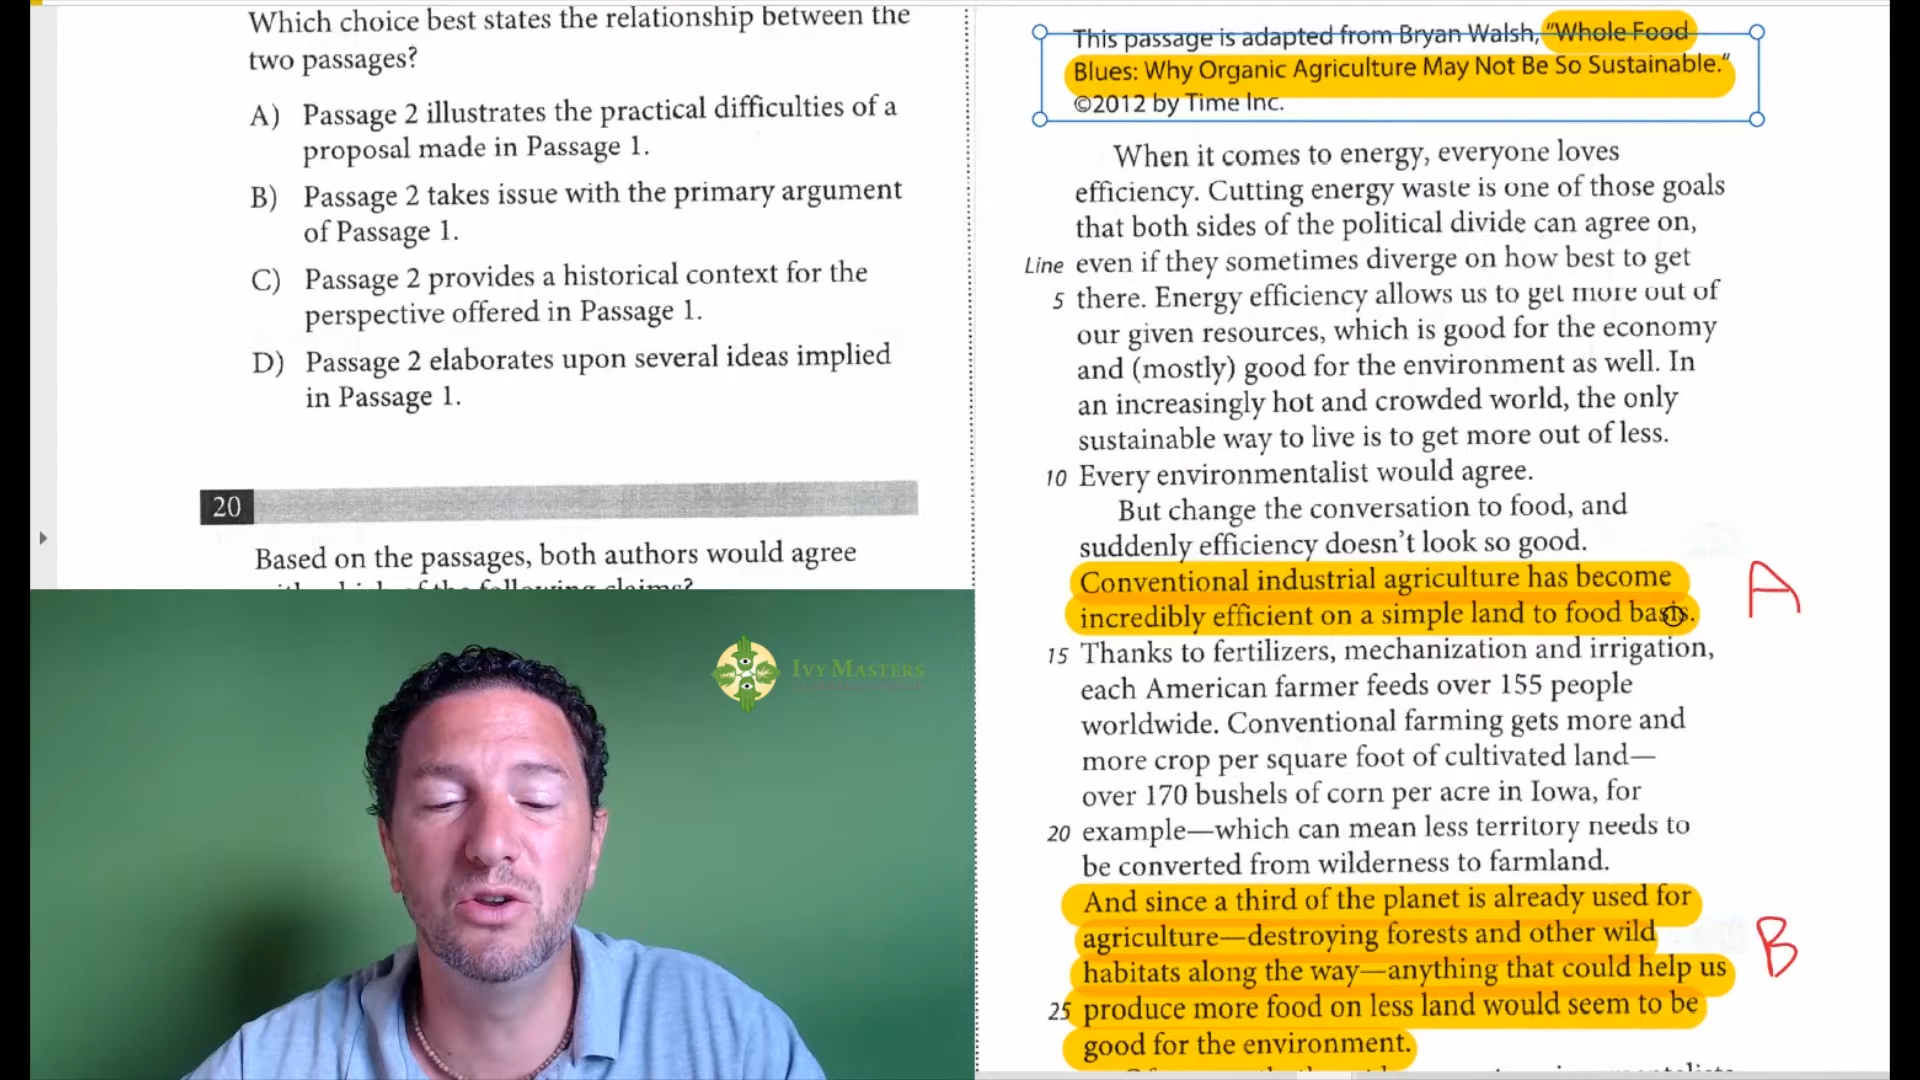 Which choice best states the relationship between the
two passages?
A) Passage 2 illustrates the practical difficulties of a
proposal made in Passage 1.
B) Passage 2 takes issue with the primary argument
of Passage 1.
C) Passage 2 provides a historical context for the
perspective offered in Passage 1.
D) Passage 2 elaborates upon several ideas implied
in Passage 1.
20
Based on the passages, both authors would agree
IVY MASTERS
This passage is adapted from Bryan Walsh, “Whole Food
Blues: Why Organic Agriculture May Not Be So Sustainable.”
©2012 by Time Inc.
When it comes to energy, everyone loves
efficiency. Cutting energy waste is one of those goals
that both sides of the political divide can agree on,
Line even if they sometimes diverge on how best to get
5 there. Energy efficiency allows us to get more out of
our given resources, which is good for the economy
and (mostly) good for the environment as well. In
an increasingly hot and crowded world, the only
sustainable way to live is to get more out of less.
10 Every environmentalist would agree.
But change the conversation to food, and
suddenly efficiency doesn’t look so good.
Conventional industrial agriculture has become
incredibly efficient on a simple land to food basis.
A
15 Thanks to fertilizers, mechanization and irrigation,
each American farmer feeds over 155 people
worldwide. Conventional farming gets more and
more crop per square foot of cultivated land—
over 170 bushels of corn per acre in Iowa, for
20 example—which can mean less territory needs to
be converted from wilderness to farmland.
And since a third of the planet is already used for
agriculture—destroying forests and other wild
B
habitats along the way—anything that could help us
25 produce more food on less land would seem to be
good for the environment.